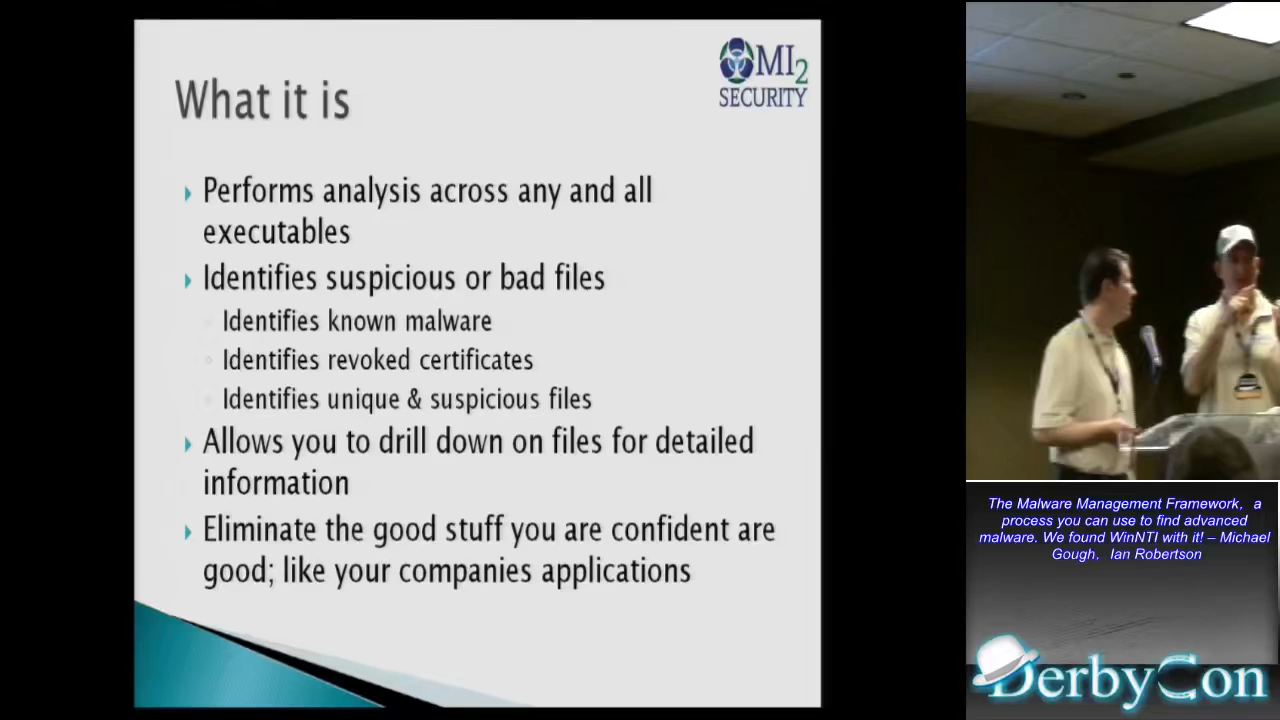 What it is
MI2
SECURITY
Performs analysis across any and all
executables
Identifies suspicious or bad files
Identifies known malware
Identifies revoked certificates
Identifies unique & suspicious files
Allows you to drill down on files for detailed
information
Eliminate the good stuff you are confident are
good; like your companies applications
The Malware Management Framework, a
process you can use to find advanced
malware. We found WinNTI with it! – Michael
Gough, Ian Robertson
DerbyCon